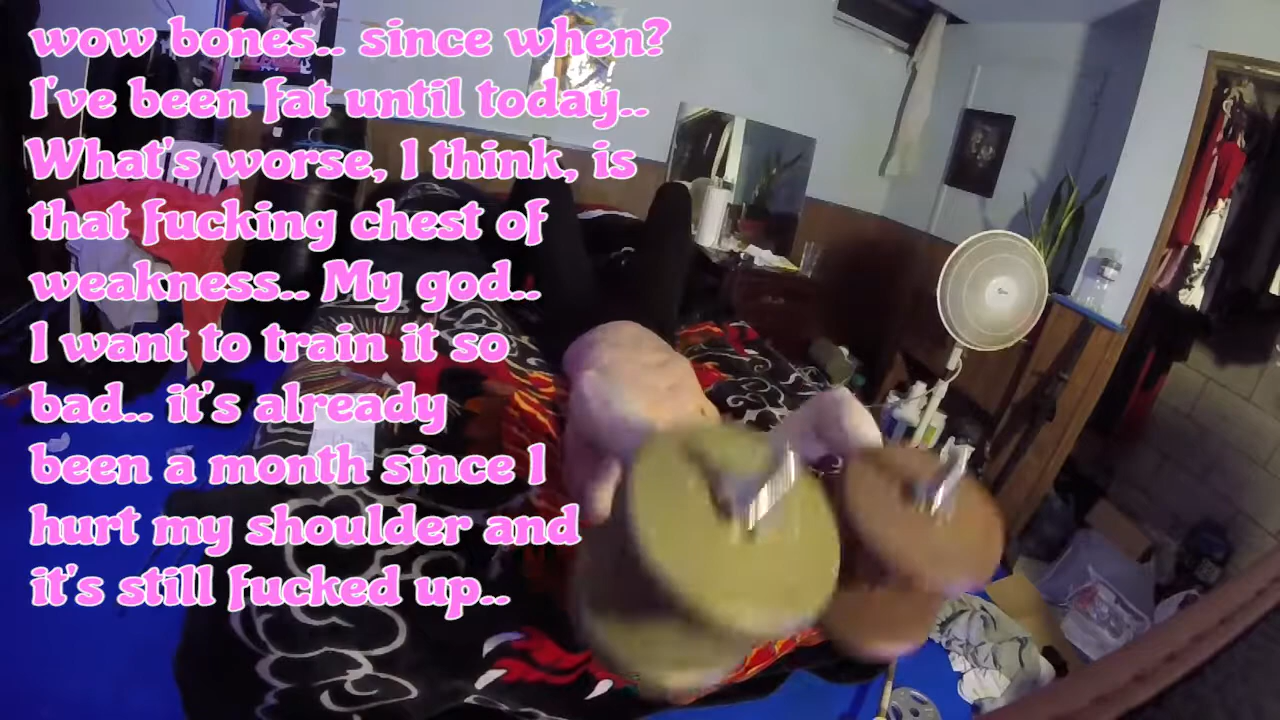 wow bones.. since when?
I've been fat until today..
What's worse, I think, is
that fucking chest of
weakness.. My god..
I want to train it so
bad.. it's already
been a month since I
hurt my shoulder and
it's still fucked up..